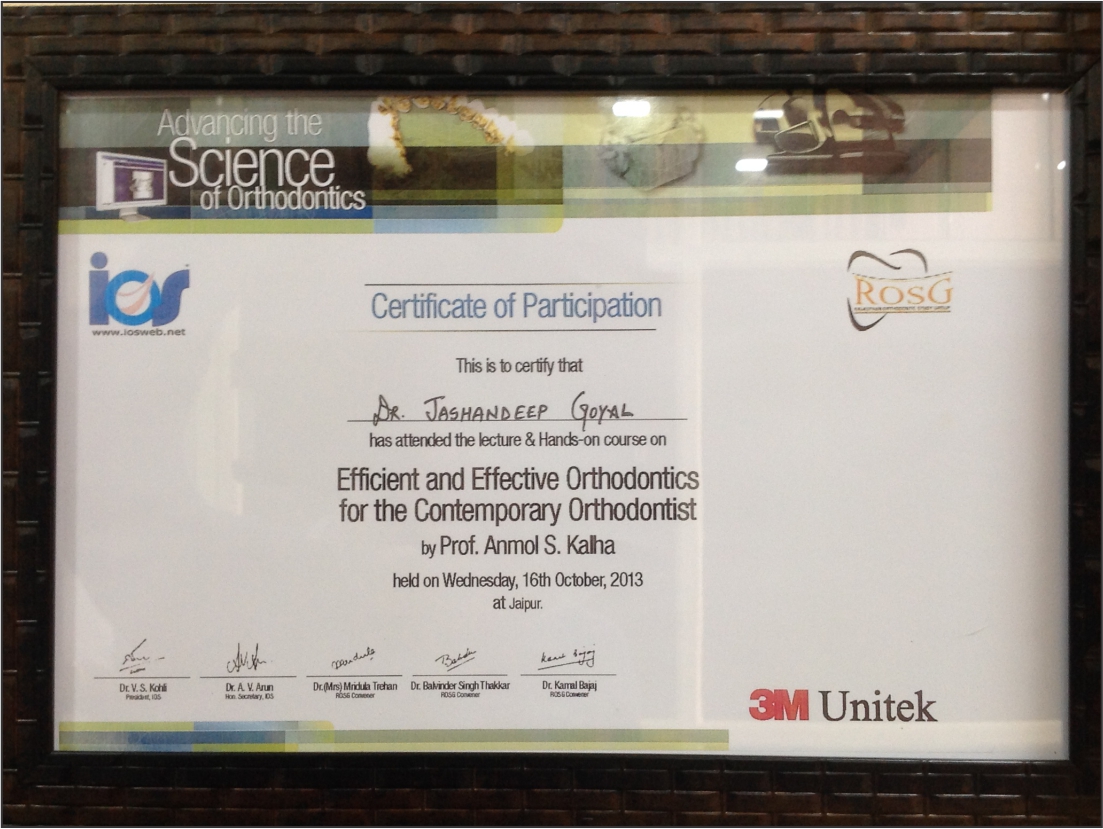 Advancing the
Science
of Orthodontics
ios
www.iosweb.net
RosG
Certificate of Participation
This is to certify that
Dr. Jashandeep Goyal
has attended the lecture & Hands-on course on
Efficient and Effective Orthodontics
for the Contemporary Orthodontist
by Prof. Anmol S. Kalha
held on Wednesday, 16th October, 2013
at Jaipur.
Dr. V. S. Kohli
President, IOS
Dr. A. V. Arun
Hon. Secretary, IOS
Dr.(Mrs) Mridula Trehan
ROSG Convener
Dr. Balvinder Singh Thakkar
ROSG Convener
Dr. Kamal Bajaj
ROSG Convener
3M Unitek